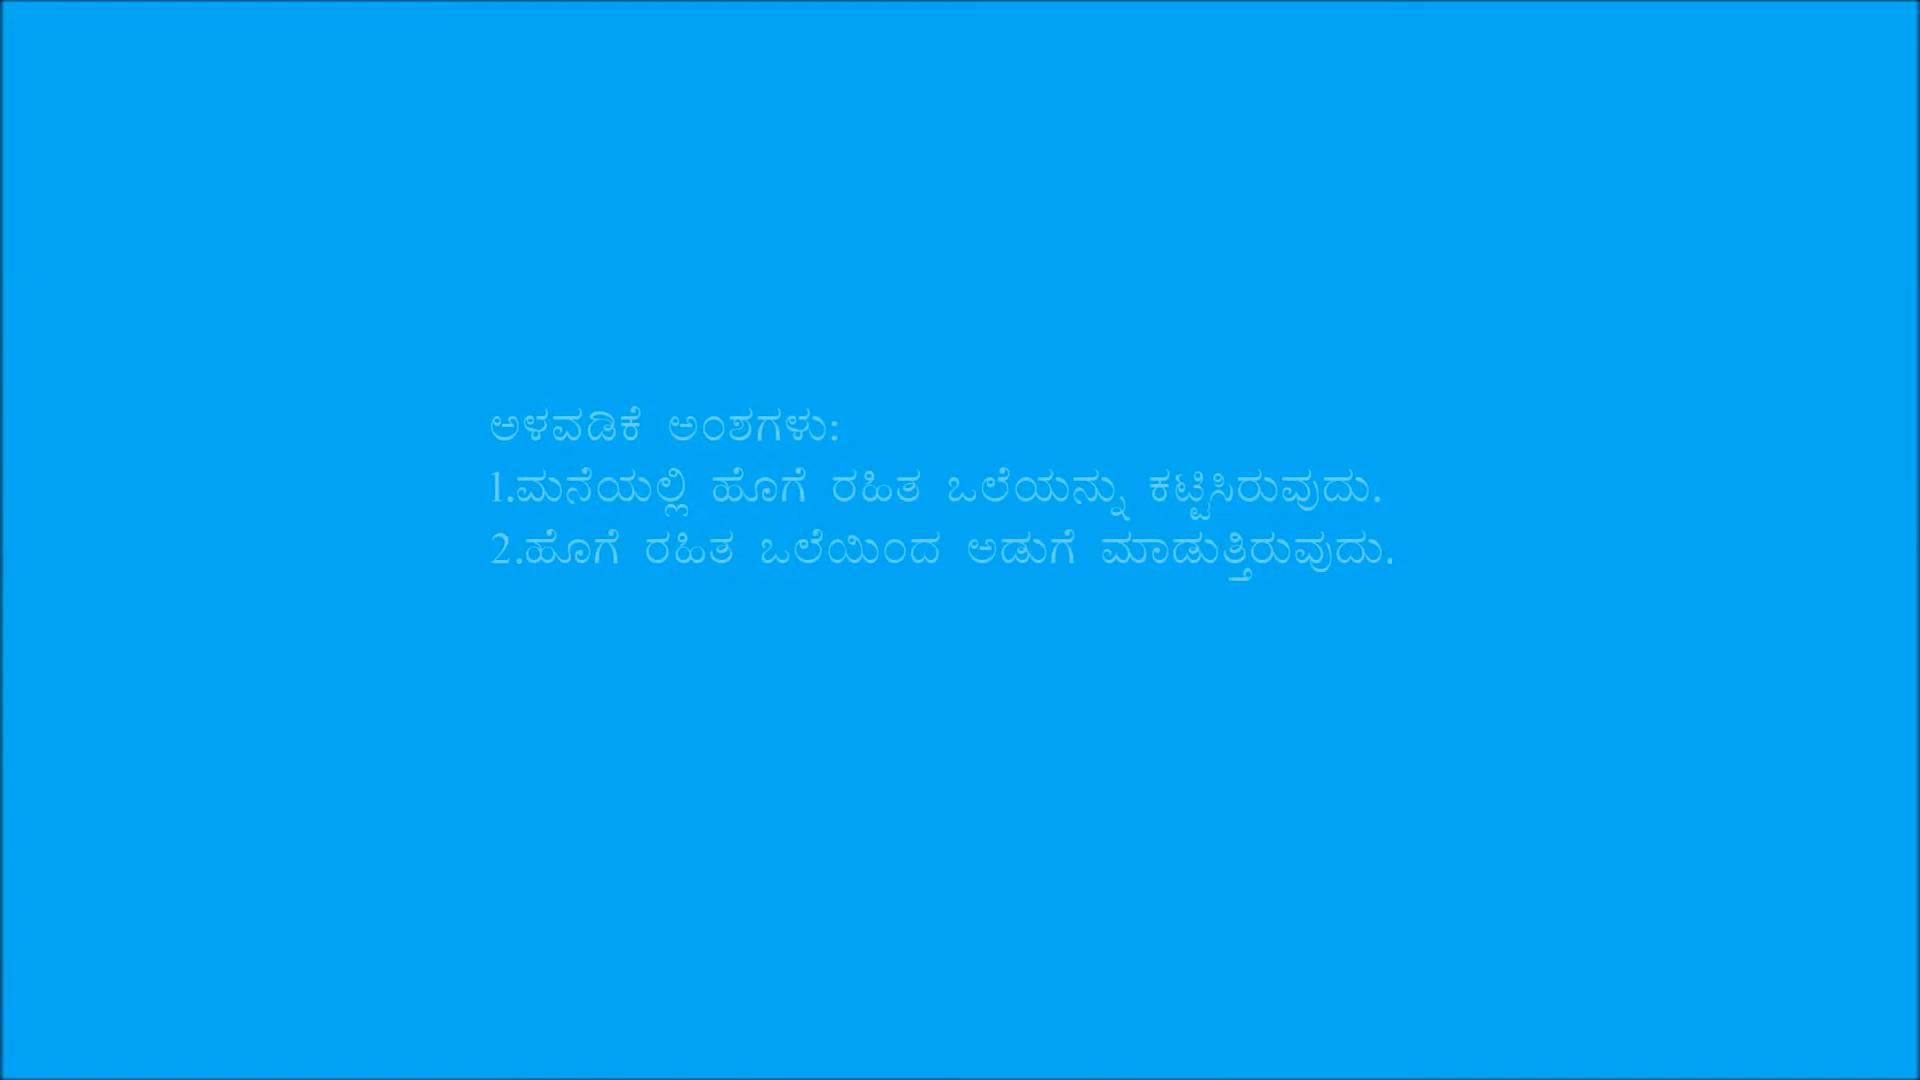 ಅಳವಡಿಕೆ ಅಂಶಗಳು:
1.ಮನೆಯಲ್ಲಿ ಹೊಗೆ ರಹಿತ ಒಲೆಯನ್ನು ಕಟ್ಟಿಸಿರುವುದು.
2.ಹೊಗೆ ರಹಿತ ಒಲೆಯಿಂದ ಅಡುಗೆ ಮಾಡುತ್ತಿರುವುದು.